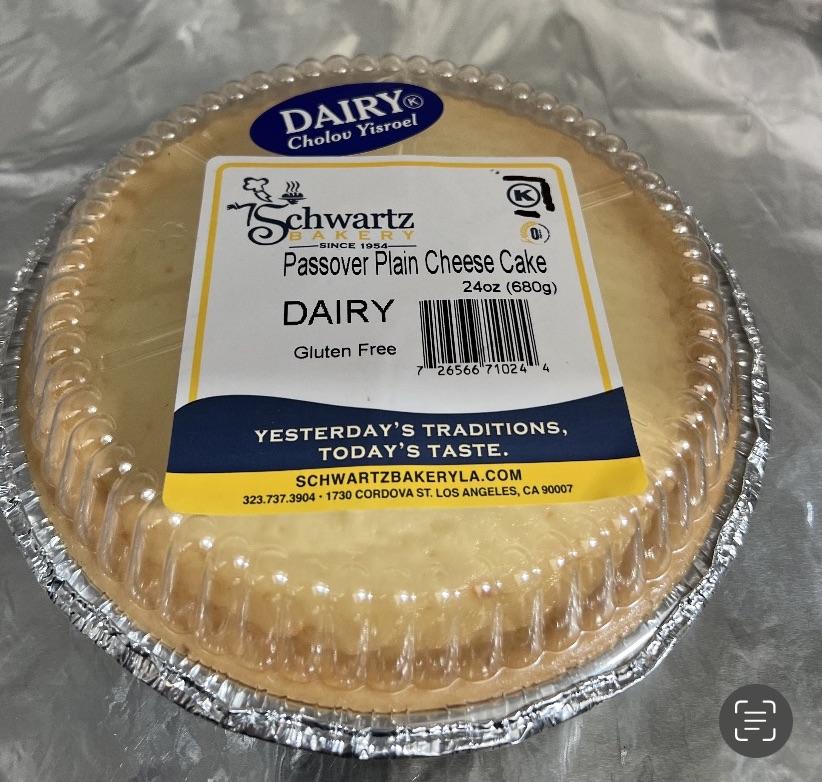 DAIRY Ⓚ
Cholov Yisroel
Schwartz
BAKERY
SINCE 1954
K
Passover Plain Cheese Cake
24oz (680g)
DAIRY
Gluten Free
7 26566 71024 4
YESTERDAY'S TRADITIONS,
TODAY'S TASTE.
SCHWARTZBAKERYLA.COM
323.737.3904 · 1730 CORDOVA ST. LOS ANGELES, CA 90007